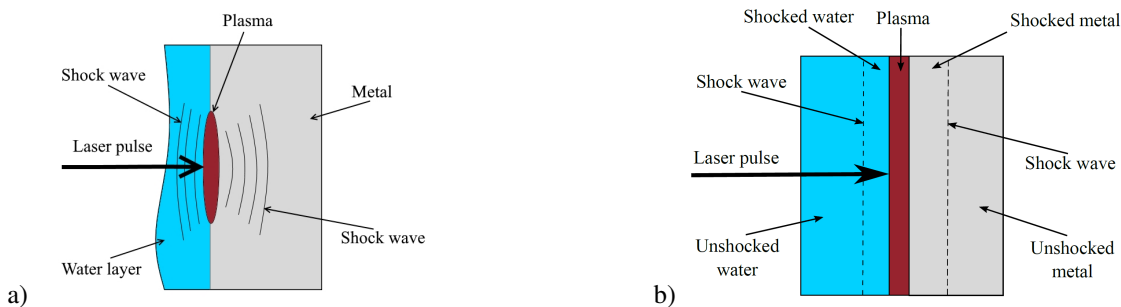 Plasma
Shock wave
Metal
Laser pulse
Shock wave
Water layer
a)
Shocked water
Plasma
Shocked metal
Shock wave
Laser pulse
Shock wave
Unshocked
water
Unshocked
metal
b)